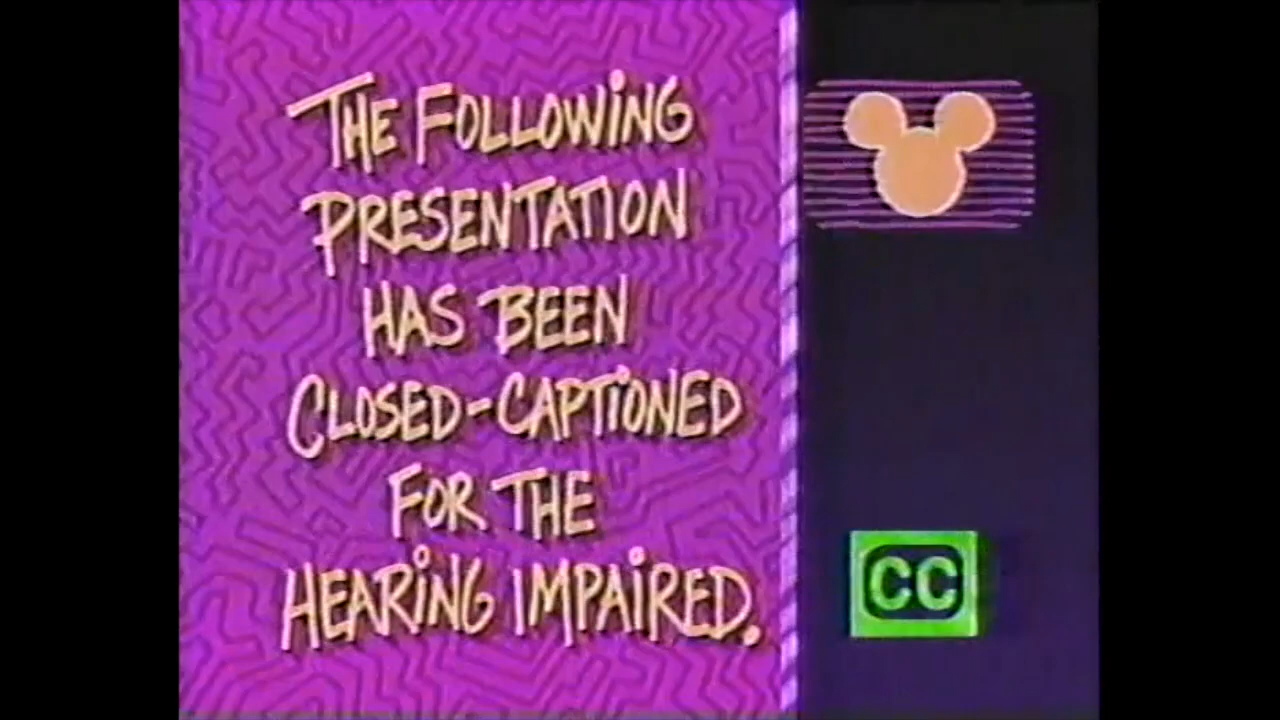 THE FOLLOWiNG
PRESENTATION
HAS BEEN
CLOSED-CAPTiONED
FOR THE
HEARiNG IMPAiRED.
CC